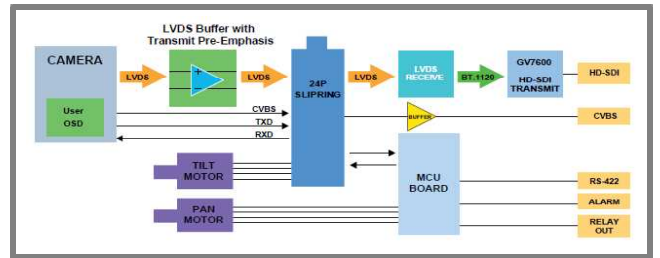 LVDS Buffer with
Transmit Pre-Emphasis
CAMERA
LVDS
LVDS
24P
SLIPRING
LVDS
LVDS
RECEIVE
BT.1120
GV7600
HD-SDI
TRANSMIT
HD-SDI
User
OSD
CVBS
TXD
RXD
BUFFER
CVBS
TILT
MOTOR
MCU
BOARD
RS-422
PAN
MOTOR
ALARM
RELAY
OUT